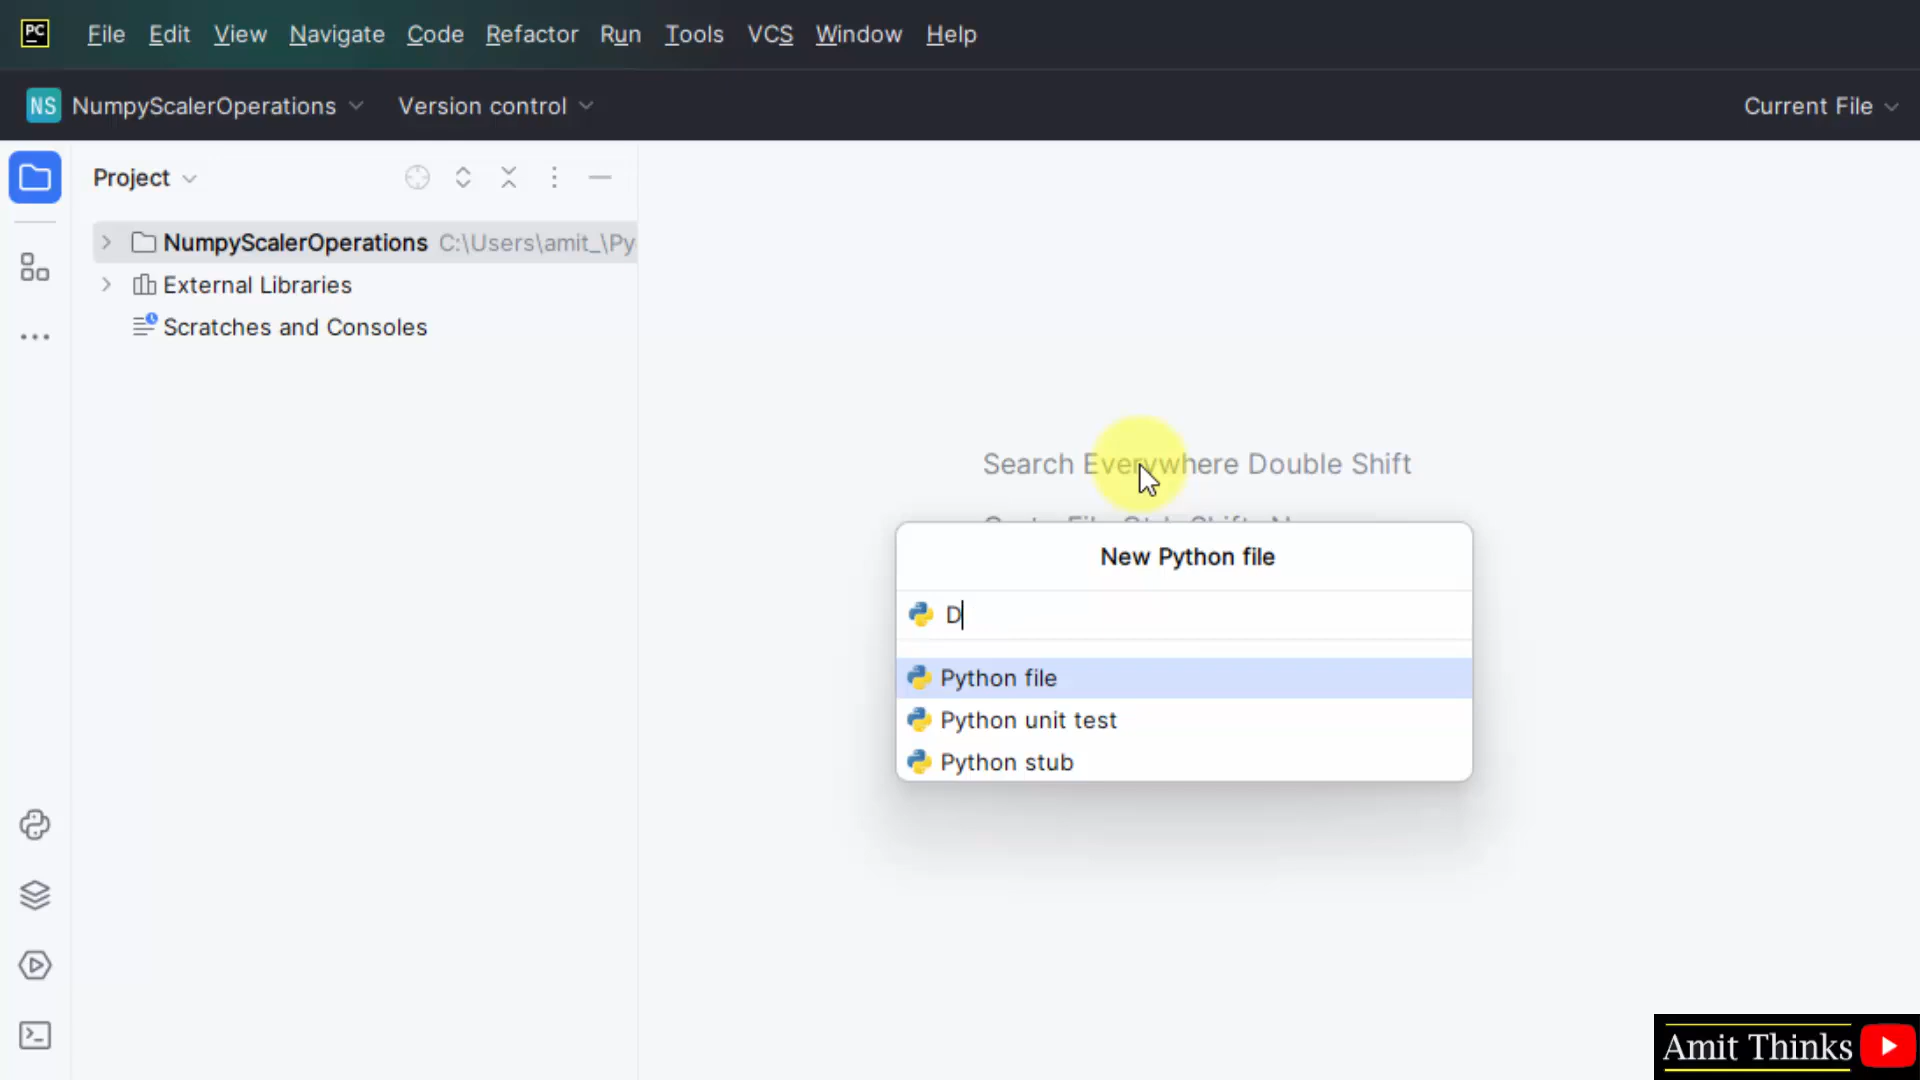 PC File Edit View Navigate Code Refactor Run Tools VCS Window Help
NS NumpyScalerOperations Version control Current File
Project
NumpyScalerOperations C:\Users\amit_\Py
External Libraries
Scratches and Consoles
Search Everywhere Double Shift
New Python file
D
Python file
Python unit test
Python stub
Amit Thinks